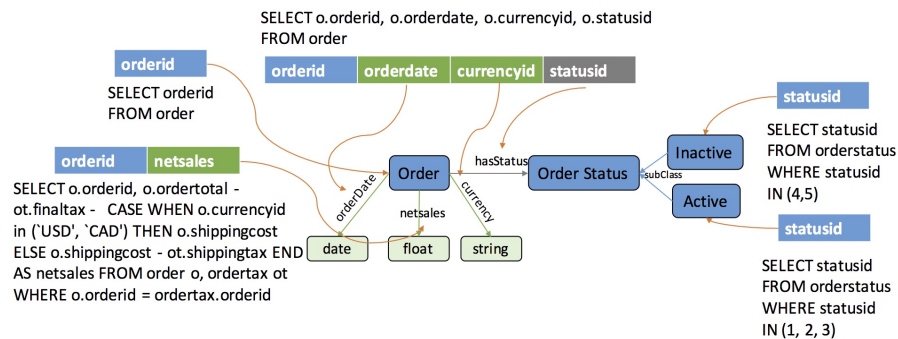 SELECT o.orderid, o.orderdate, o.currencyid, o.statusid
FROM order
orderid orderdate currencyid statusid
orderid
SELECT orderid
FROM order
statusid
SELECT statusid
FROM orderstatus
WHERE statusid
IN (4,5)
orderid netsales
SELECT o.orderid, o.ordertotal -
ot.finaltax - CASE WHEN o.currencyid
in (`USD', `CAD') THEN o.shippingcost
ELSE o.shippingcost - ot.shippingtax END
AS netsales FROM order o, ordertax ot
WHERE o.orderid = ordertax.orderid
Order
hasStatus
Order Status
Inactive
subClass
Active
orderDate
netsales
currency
date
float
string
statusid
SELECT statusid
FROM orderstatus
WHERE statusid
IN (1, 2, 3)